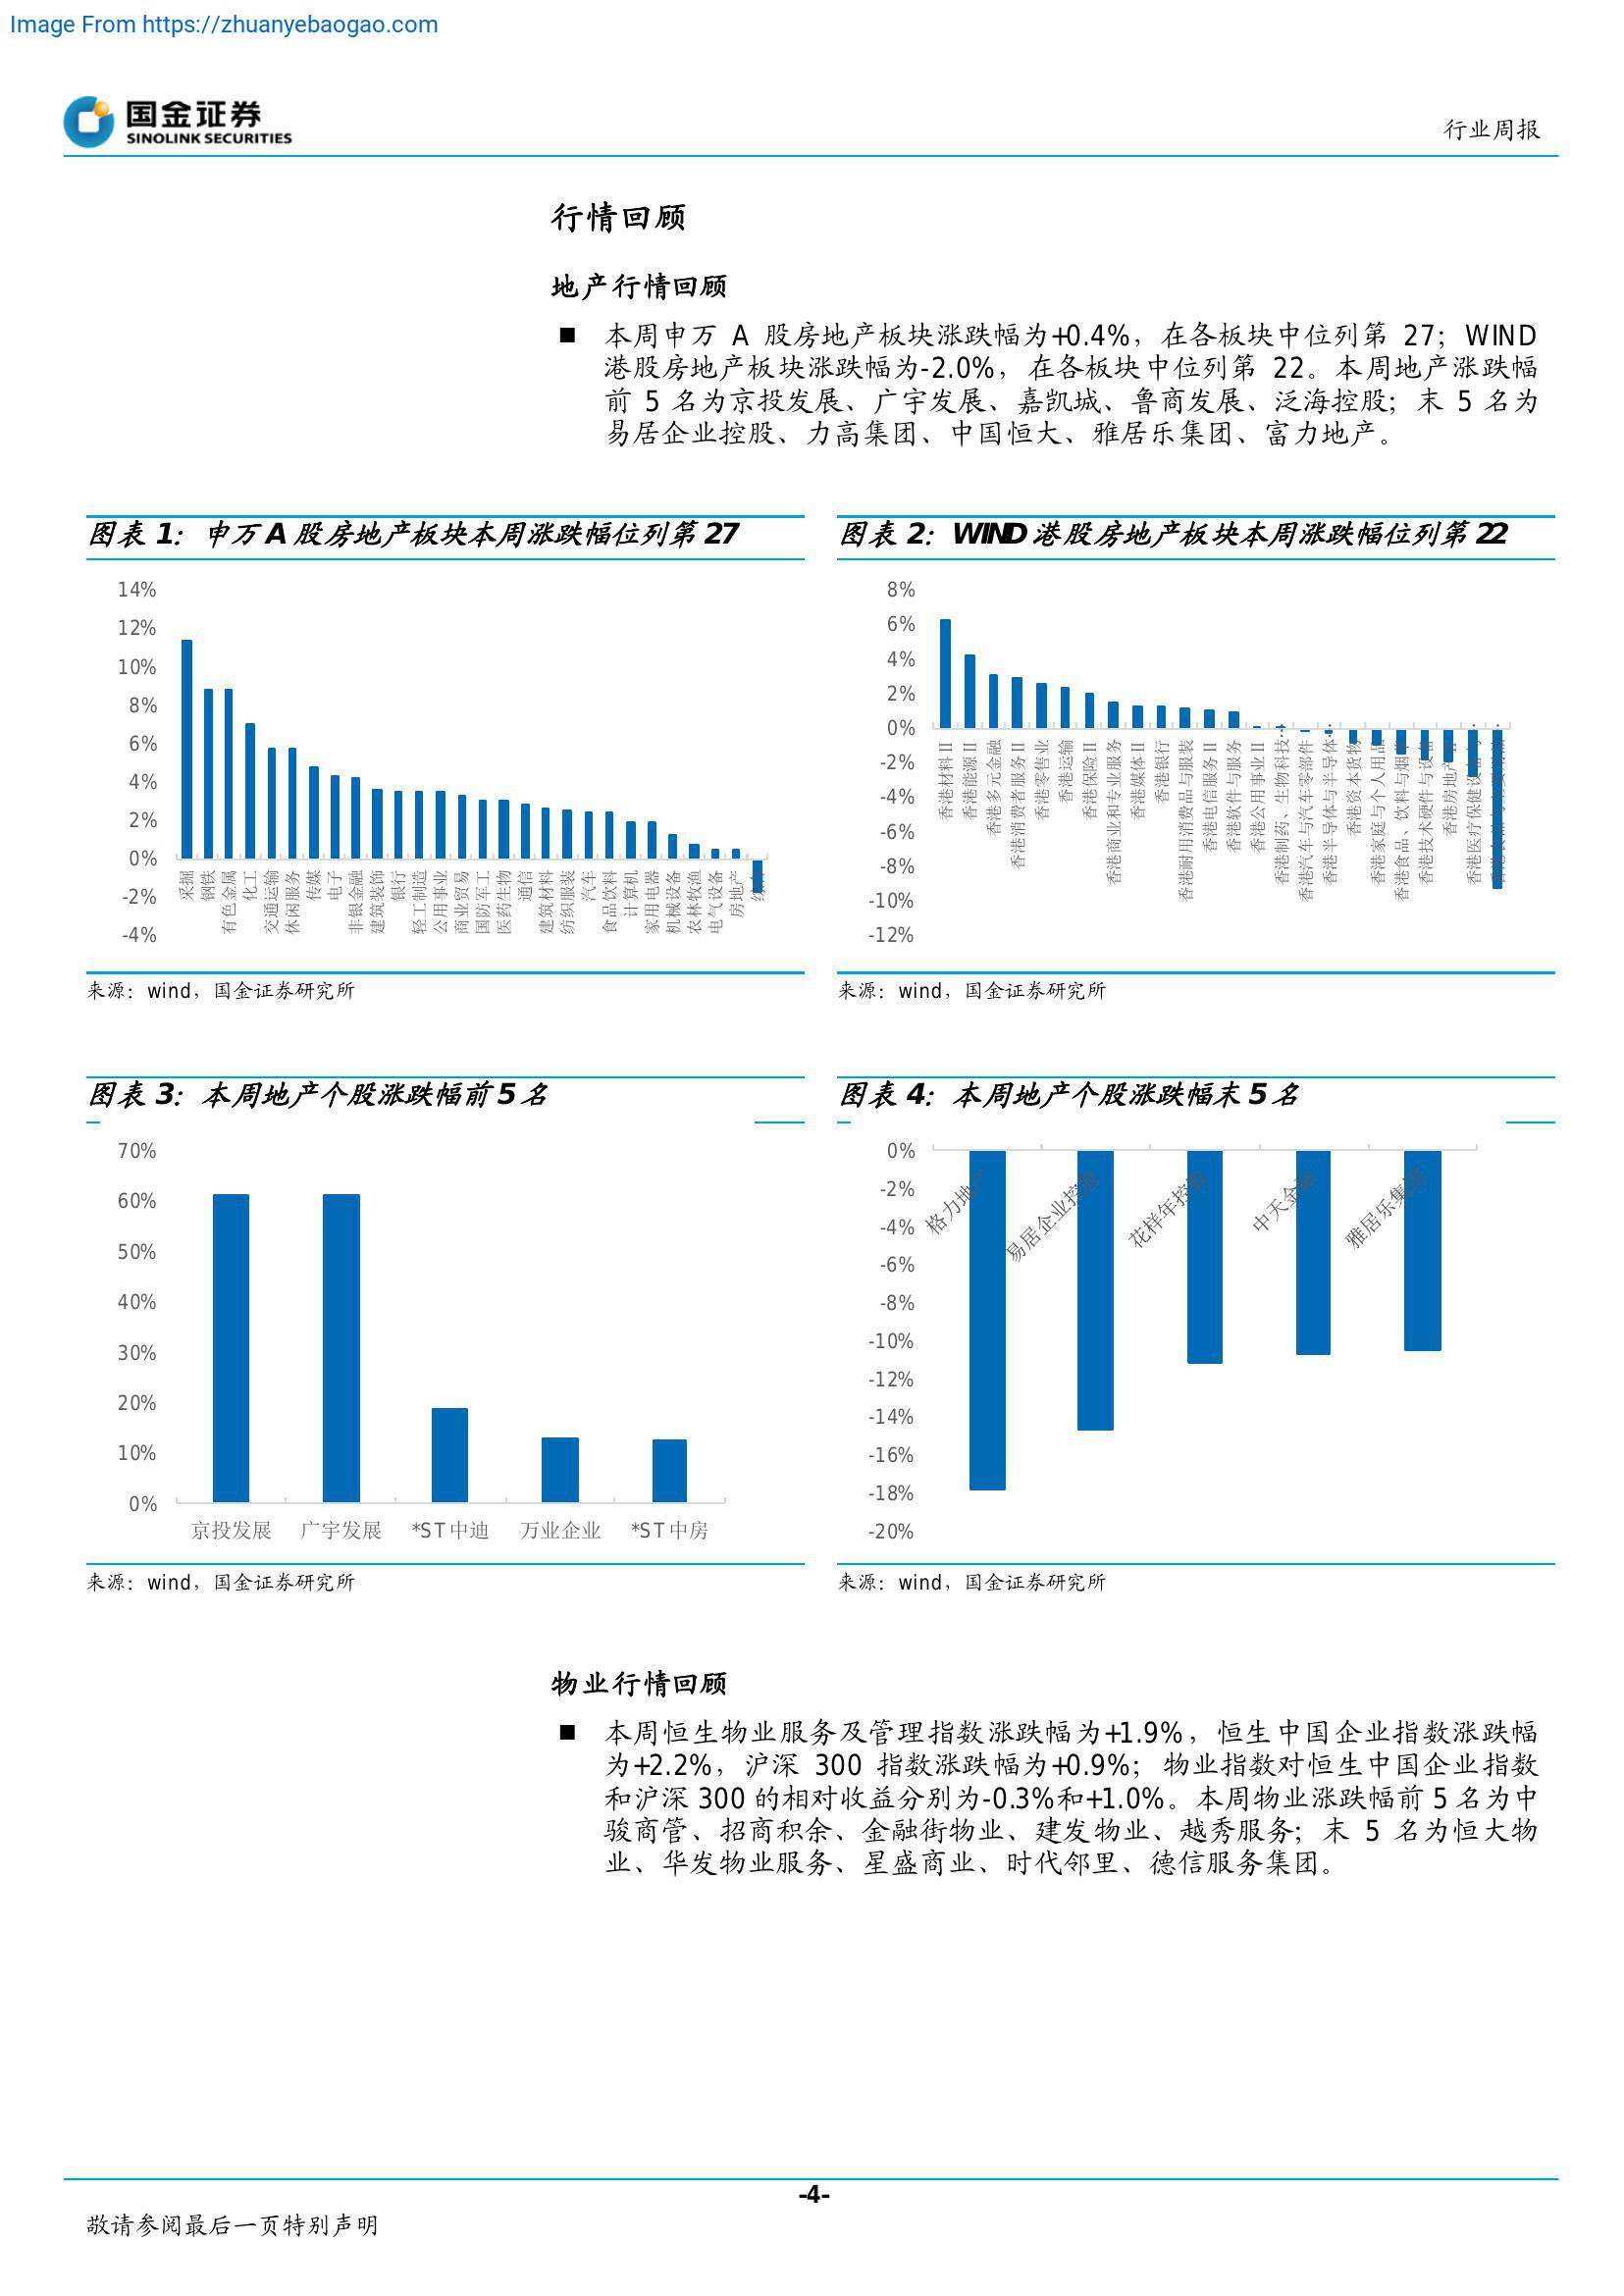 Image From https://zhuanyebaogao.com
国金证券
SINOLINK SECURITIES
行业周报
行情回顾
地产行情回顾
■ 本周申万 A 股房地产板块涨跌幅为+0.4%，在各板块中位列第 27；WIND
港股房地产板块涨跌幅为-2.0%，在各板块中位列第 22。本周地产涨跌幅
前 5 名为京投发展、广宇发展、嘉凯城、鲁商发展、泛海控股；末 5 名为
易居企业控股、力高集团、中国恒大、雅居乐集团、富力地产。
图表 1：申万 A 股房地产板块本周涨跌幅位列第 27
14%
12%
10%
8%
6%
4%
2%
0%
-2%
-4%
采掘
钢铁
有色金属
化工
交通运输
休闲服务
传媒
电子
非银金融
建筑装饰
银行
轻工制造
公用事业
商业贸易
国防军工
医药生物
通信
建筑材料
纺织服装
汽车
食品饮料
计算机
家用电器
机械设备
农林牧渔
电气设备
房地产
来源：wind，国金证券研究所
图表 2：WIND 港股房地产板块本周涨跌幅位列第 22
8%
6%
4%
2%
0%
-2%
-4%
-6%
-8%
-10%
-12%
香港材料Ⅱ
香港能源Ⅱ
香港多元金融
香港消费者服务Ⅱ
香港零售业
香港运输
香港保险Ⅱ
香港商业和专业服务
香港媒体Ⅱ
香港银行
香港耐用消费品与服装
香港电信服务Ⅱ
香港软件与服务
香港公用事业Ⅱ
香港制药、生物科技…
香港汽车与汽车零部件
香港半导体与半导体…
香港资本货物
香港家庭与个人用品
香港食品、饮料与烟
香港技术硬件与设备
香港房地产
香港医疗保健设
来源：wind，国金证券研究所
图表 3：本周地产个股涨跌幅前 5 名
70%
60%
50%
40%
30%
20%
10%
0%
京投发展 广宇发展 *ST中迪 万业企业 *ST中房
来源：wind，国金证券研究所
图表 4：本周地产个股涨跌幅末 5 名
0%
-2%
-4%
-6%
-8%
-10%
-12%
-14%
-16%
-18%
-20%
格力地产 易居企业控股 花样年控股 中天金融 雅居乐集团
来源：wind，国金证券研究所
物业行情回顾
■ 本周恒生物业服务及管理指数涨跌幅为+1.9%，恒生中国企业指数涨跌幅
为+2.2%，沪深 300 指数涨跌幅为+0.9%；物业指数对恒生中国企业指数
和沪深 300 的相对收益分别为-0.3%和+1.0%。本周物业涨跌幅前 5 名为中
骏商管、招商积余、金融街物业、建发物业、越秀服务；末 5 名为恒大物
业、华发物业服务、星盛商业、时代邻里、德信服务集团。
-4-
敬请参阅最后一页特别声明